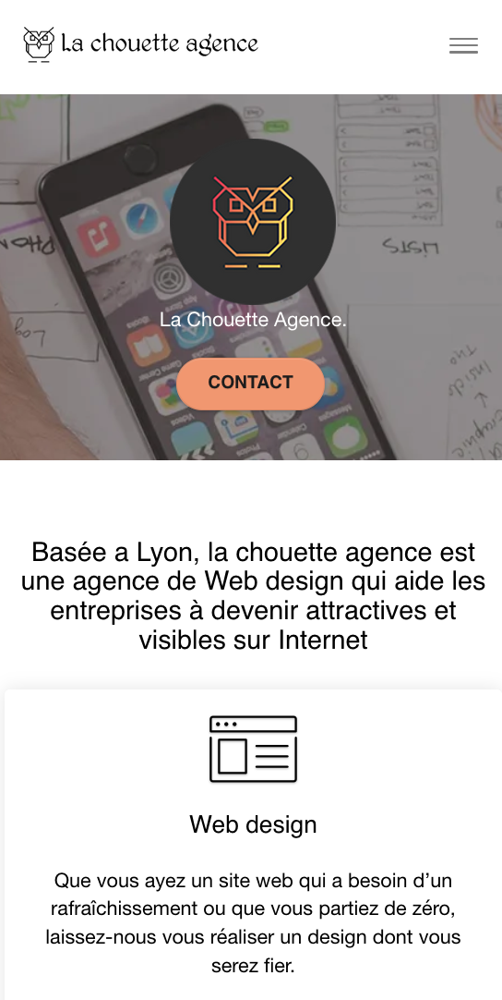 La chouette agence
La Chouette Agence.
CONTACT
Basée a Lyon, la chouette agence est
une agence de Web design qui aide les
entreprises à devenir attractives et
visibles sur Internet
Web design
Que vous ayez un site web qui a besoin d’un
rafraîchissement ou que vous partiez de zéro,
laissez-nous vous réaliser un design dont vous
serez fier.